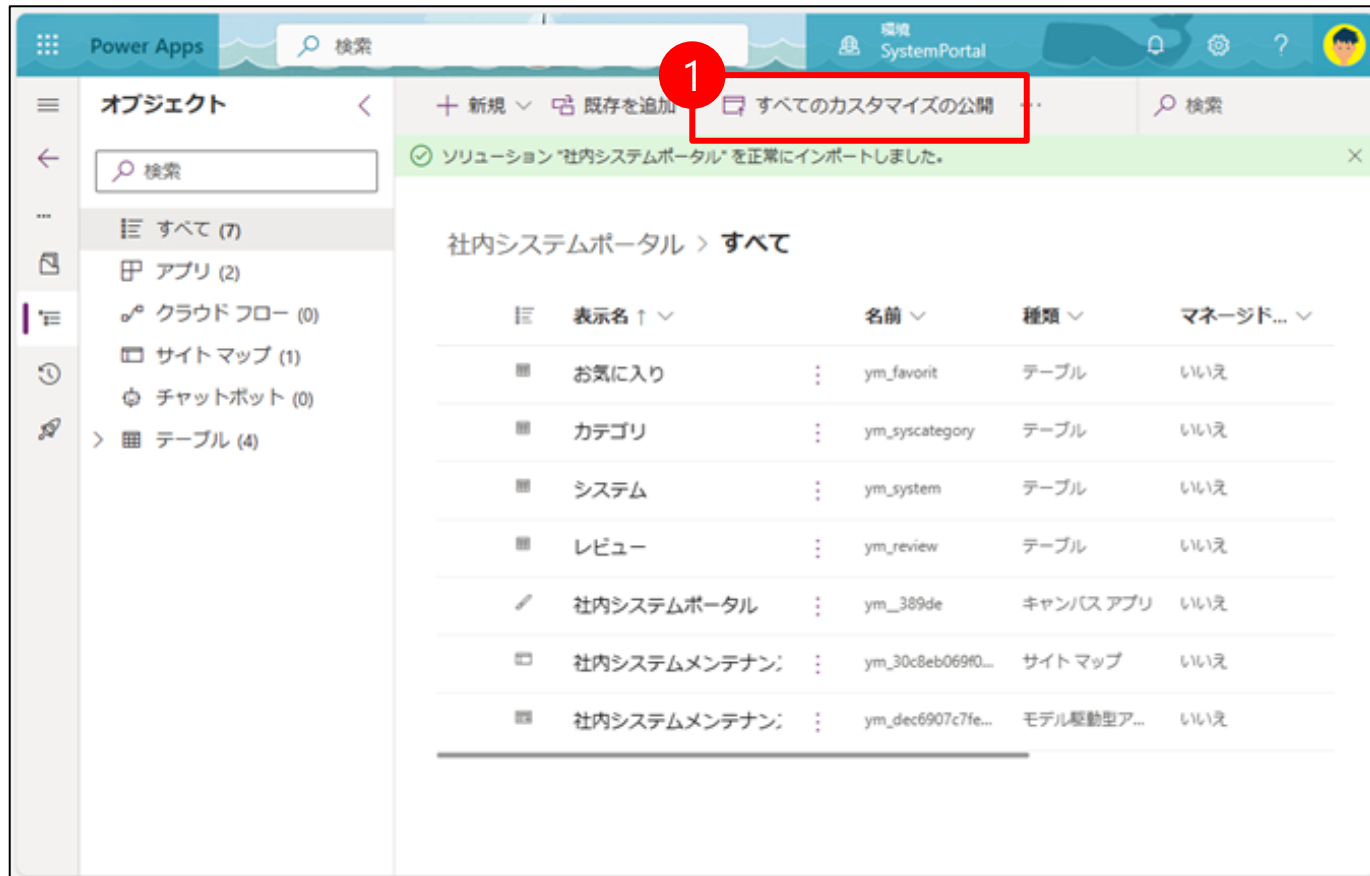 Power Apps
検索
環境
SystemPortal
?
1
オブジェクト
新規
既存を追加
すべてのカスタマイズの公開
...
検索
検索
ソリューション "社内システムポータル" を正常にインポートしました。
すべて (7)
アプリ (2)
クラウド フロー (0)
サイト マップ (1)
チャットボット (0)
テーブル (4)
社内システムポータル > すべて
表示名 ↑ 名前 種類 マネージド...
お気に入り ym_favorit テーブル いいえ
カテゴリ ym_syscategory テーブル いいえ
システム ym_system テーブル いいえ
レビュー ym_review テーブル いいえ
社内システムポータル ym__389de キャンバス アプリ いいえ
社内システムメンテナン ym_30c8eb069f0... サイト マップ いいえ
社内システムメンテナン ym_dec6907c7fe... モデル駆動型ア... いいえ